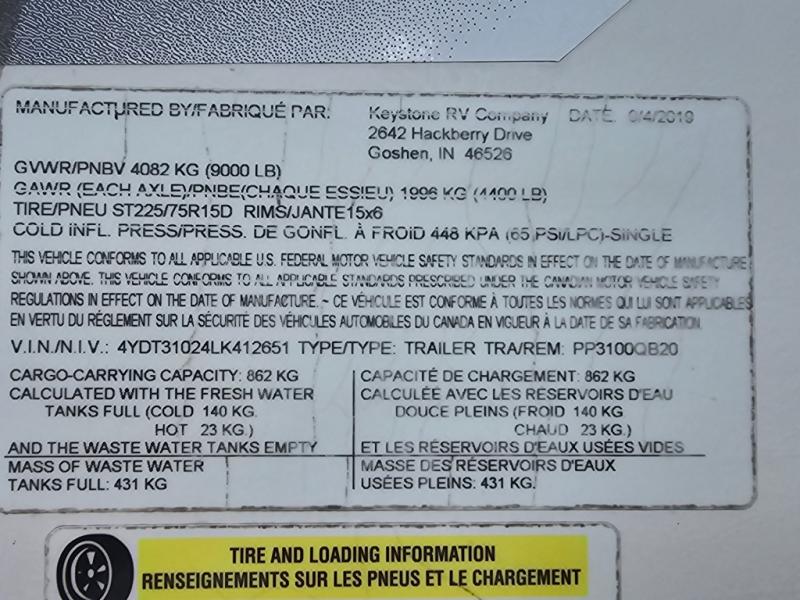 MANUFACTURED BY/FABRIQUÉ PAR: Keystone RV Company DATE: 9/4/2019
2642 Hackberry Drive
Goshen, IN 46526
GVWR/PNBV 4082 KG (9000 LB)
GAWR (EACH AXLE)/PNBE(CHAQUE ESSIEU) 1996 KG (4400 LB)
TIRE/PNEU ST225/75R15D RIMS/JANTE15x6
COLD INFL. PRESS/PRESS. DE GONFL. À FROID 448 KPA (65 PSI/LPC)-SINGLE
THIS VEHICLE CONFORMS TO ALL APPLICABLE U.S. FEDERAL MOTOR VEHICLE SAFETY STANDARDS IN EFFECT ON THE DATE OF MANUFACTURE
SHOWN ABOVE. THIS VEHICLE CONFORMS TO ALL APPLICABLE STANDARDS PRESCRIBED UNDER THE CANADIAN MOTOR VEHICLE SAFETY
REGULATIONS IN EFFECT ON THE DATE OF MANUFACTURE. ~ CE VÉHICULE EST CONFORME À TOUTES LES NORMES QUI LUI SONT APPLICABLES
EN VERTU DU RÉGLEMENT SUR LA SÉCURITÉ DES VÉHICULES AUTOMOBILES DU CANADA EN VIGUEUR À LA DATE DE SA FABRICATION.
V.I.N./N.I.V.: 4YDT31024LK412651 TYPE/TYPE: TRAILER TRA/REM: PP3100QB20
CARGO-CARRYING CAPACITY: 862 KG
CALCULATED WITH THE FRESH WATER
TANKS FULL (COLD 140 KG.
HOT 23 KG.)
AND THE WASTE WATER TANKS EMPTY
MASS OF WASTE WATER
TANKS FULL: 431 KG
CAPACITÉ DE CHARGEMENT: 862 KG
CALCULÉE AVEC LES RÉSERVOIRS D'EAU
DOUCE PLEINS (FROID 140 KG
CHAUD 23 KG.)
ET LES RÉSERVOIRS D'EAUX USÉES VIDES
MASSE DES RÉSERVOIRS D'EAUX
USÉES PLEINS: 431 KG.
TIRE AND LOADING INFORMATION
RENSEIGNEMENTS SUR LES PNEUS ET LE CHARGEMENT